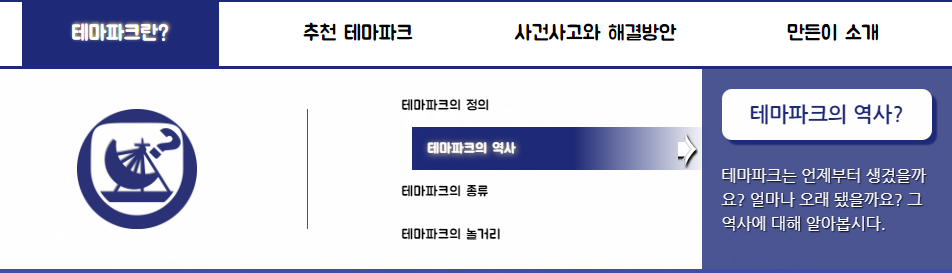 테마파크란?
추천 테마파크
사건사고와 해결방안
만든이 소개
테마파크의 정의
테마파크의 역사
테마파크의 종류
테마파크의 놀거리
테마파크의 역사?
테마파크는 언제부터 생겼을까
요? 얼마나 오래 됐을까요? 그
역사에 대해 알아봅시다.